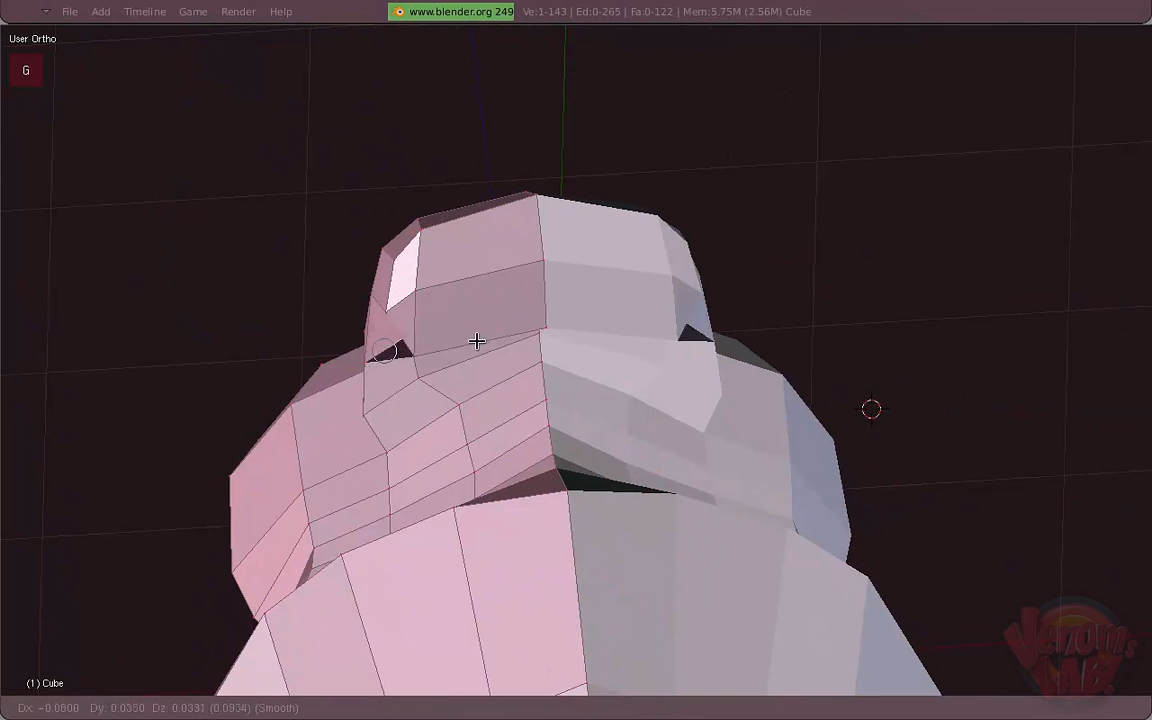 File Add Timeline Game Render Help www.blender.org 249 Ve:1-143 | Ed:0-265 | Fa:0-122 | Mem:5.75M (2.56M) Cube
User Ortho
G
Venom's
LAB.
(1) Cube
Dx: -0.0800 Dy: 0.0350 Dz: 0.0331 (0.0934) (Smooth)